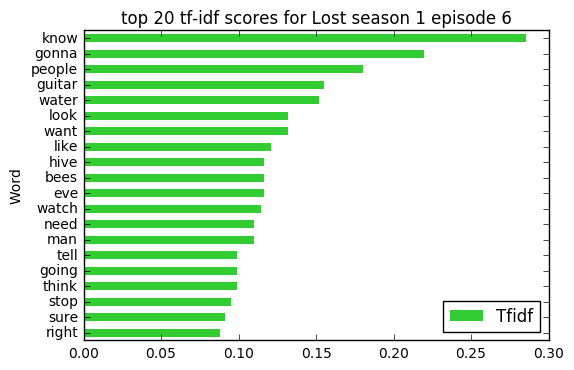 top 20 tf-idf scores for Lost season 1 episode 6
know
gonna
people
guitar
water
look
want
like
hive
bees
eve
watch
need
man
tell
going
think
stop
sure
right
Word
Tfidf
0.00 0.05 0.10 0.15 0.20 0.25 0.30